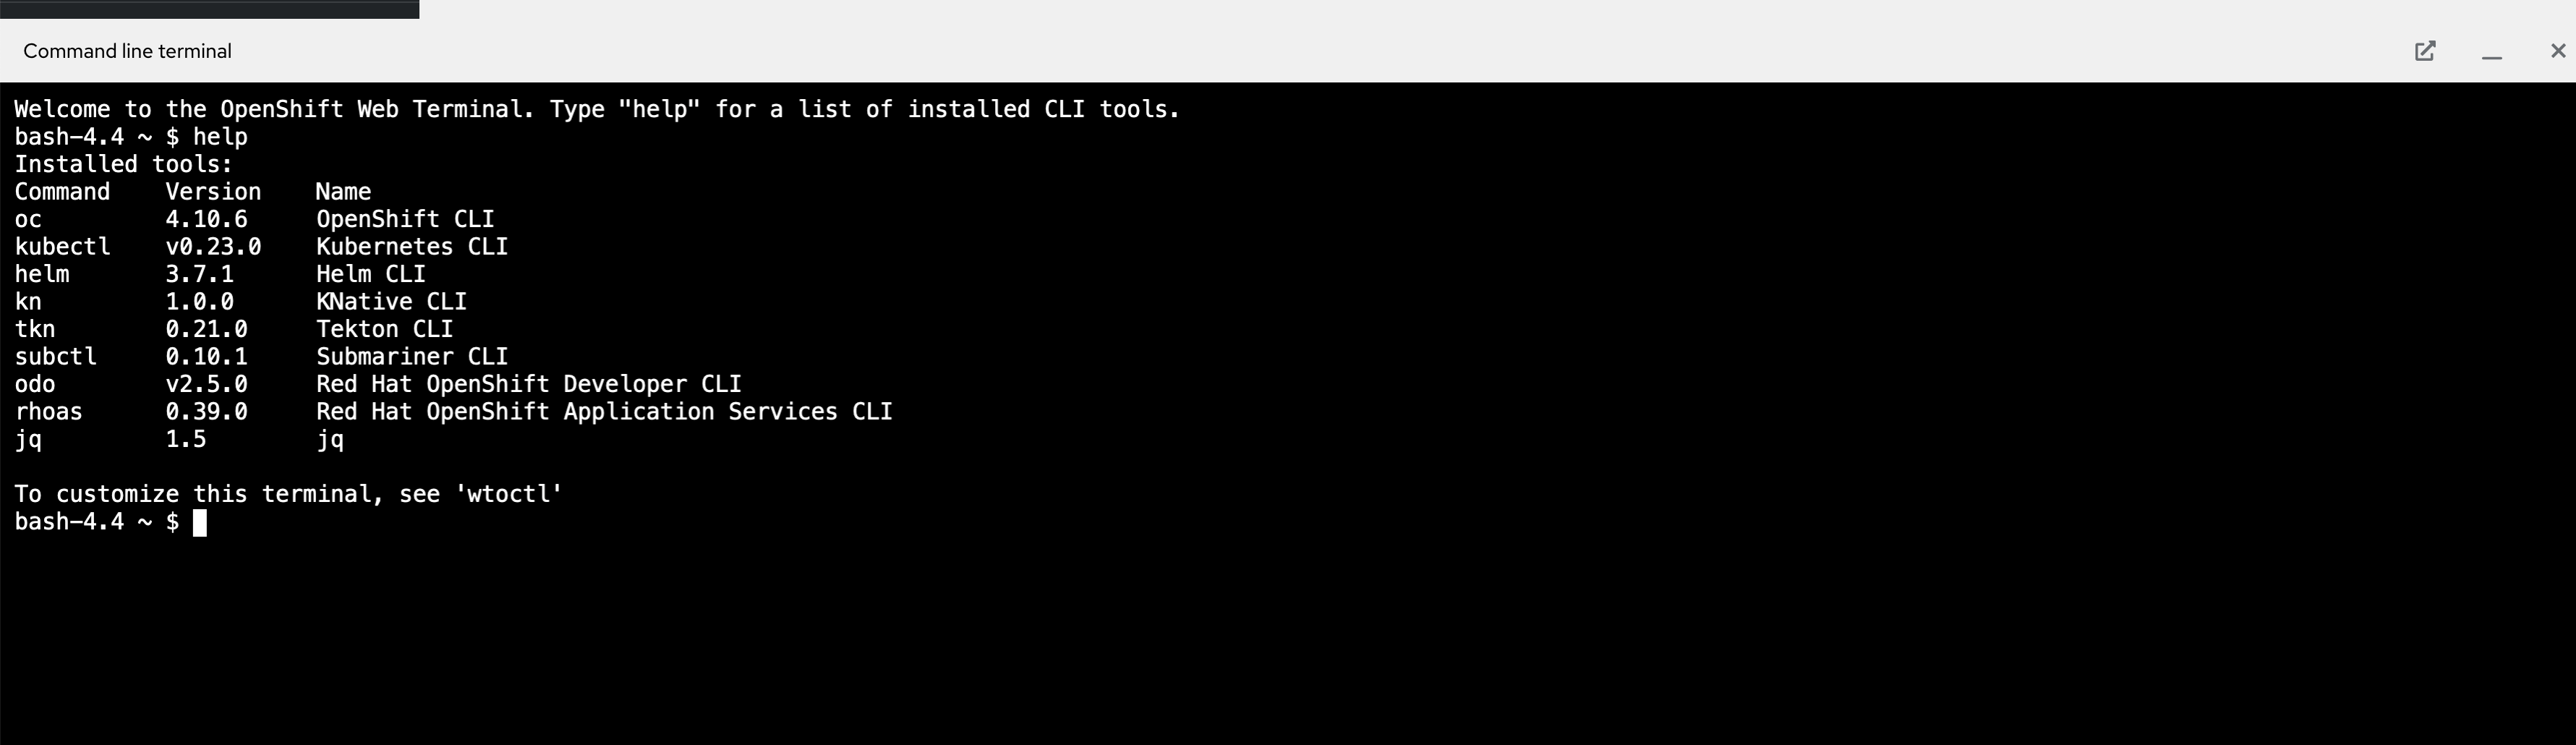 Command line terminal
Welcome to the OpenShift Web Terminal. Type "help" for a list of installed CLI tools.
bash-4.4 ~ $ help
Installed tools:
Command    Version    Name
oc         4.10.6     OpenShift CLI
kubectl    v0.23.0    Kubernetes CLI
helm       3.7.1      Helm CLI
kn         1.0.0      KNative CLI
tkn        0.21.0     Tekton CLI
subctl     0.10.1     Submariner CLI
odo        v2.5.0     Red Hat OpenShift Developer CLI
rhoas      0.39.0     Red Hat OpenShift Application Services CLI
jq         1.5        jq
To customize this terminal, see 'wtoctl'
bash-4.4 ~ $